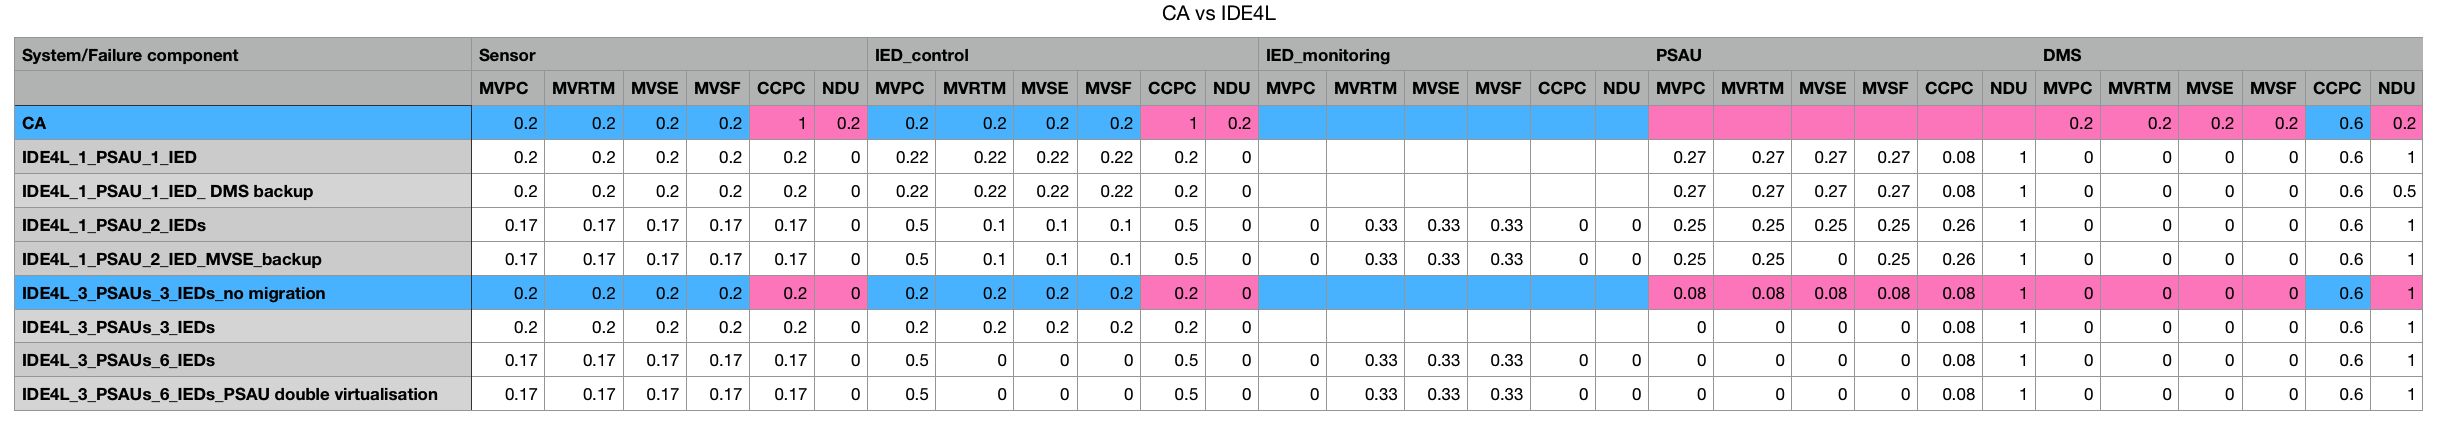 CA vs IDE4L
System/Failure component Sensor IED_control IED_monitoring PSAU DMS
MVPC MVRTM MVSE MVSF CCPC NDU MVPC MVRTM MVSE MVSF CCPC NDU MVPC MVRTM MVSE MVSF CCPC NDU MVPC MVRTM MVSE MVSF CCPC NDU MVPC MVRTM MVSE MVSF CCPC NDU
CA 0.2 0.2 0.2 0.2 1 0.2 0.2 0.2 0.2 0.2 1 0.2 0.2 0.2 0.2 0.2 0.6 0.2
IDE4L_1_PSAU_1_IED 0.2 0.2 0.2 0.2 0.2 0 0.22 0.22 0.22 0.22 0.2 0 0.27 0.27 0.27 0.27 0.08 1 0 0 0 0 0.6 1
IDE4L_1_PSAU_1_IED_ DMS backup 0.2 0.2 0.2 0.2 0.2 0 0.22 0.22 0.22 0.22 0.2 0 0.27 0.27 0.27 0.27 0.08 1 0 0 0 0 0.6 0.5
IDE4L_1_PSAU_2_IEDs 0.17 0.17 0.17 0.17 0.17 0 0.5 0.1 0.1 0.1 0.5 0 0 0.33 0.33 0.33 0 0 0.25 0.25 0.25 0.25 0.26 1 0 0 0 0 0.6 1
IDE4L_1_PSAU_2_IED_MVSE_backup 0.17 0.17 0.17 0.17 0.17 0 0.5 0.1 0.1 0.1 0.5 0 0 0.33 0.33 0.33 0 0 0.25 0.25 0 0.25 0.26 1 0 0 0 0 0.6 1
IDE4L_3_PSAUs_3_IEDs_no migration 0.2 0.2 0.2 0.2 0.2 0 0.2 0.2 0.2 0.2 0.2 0 0.08 0.08 0.08 0.08 0.08 1 0 0 0 0 0.6 1
IDE4L_3_PSAUs_3_IEDs 0.2 0.2 0.2 0.2 0.2 0 0.2 0.2 0.2 0.2 0.2 0 0 0 0 0 0.08 1 0 0 0 0 0.6 1
IDE4L_3_PSAUs_6_IEDs 0.17 0.17 0.17 0.17 0.17 0 0.5 0 0 0 0.5 0 0 0.33 0.33 0.33 0 0 0 0 0 0 0.08 1 0 0 0 0 0.6 1
IDE4L_3_PSAUs_6_IEDs_PSAU double virtualisation 0.17 0.17 0.17 0.17 0.17 0 0.5 0 0 0 0.5 0 0 0.33 0.33 0.33 0 0 0 0 0 0 0.08 1 0 0 0 0 0.6 1